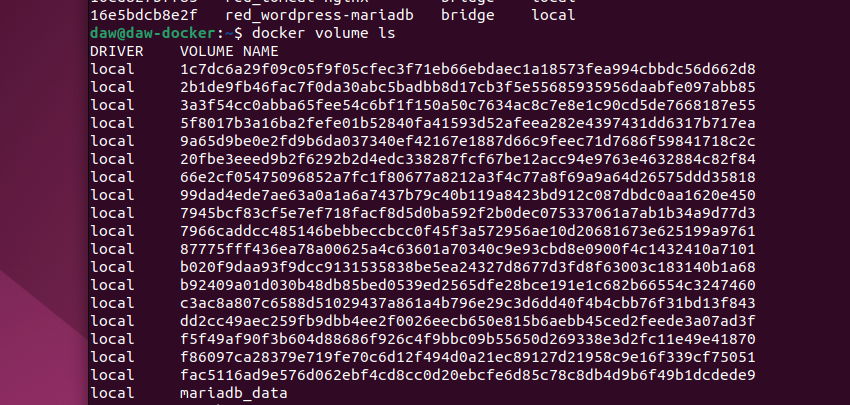 16e5bdcb8e2f red_wordpress-mariadb bridge local
daw@daw-docker:~$ docker volume ls
DRIVER VOLUME NAME
local 1c7dc6a29f09c05f9f05cfec3f71eb66ebdaec1a18573fea994cbbdc56d662d8
local 2b1de9fb46fac7f0da30abc5badbb8d17cb3f5e55685935956daabfe097abb85
local 3a3f54cc0abba65fee54c6bf1f150a50c7634ac8c7e8e1c90cd5de7668187e55
local 5f8017b3a16ba2fefe01b52840fa41593d52afeea282e4397431dd6317b717ea
local 9a65d9be0e2fd9b6da037340ef42167e1887d66c9feec71d7686f59841718c2c
local 20fbe3eeed9b2f6292b2d4edc338287fcf67be12acc94e9763e4632884c82f84
local 66e2cf05475096852a7fc1f80677a8212a3f4c77a8f69a9a64d26575ddd35818
local 99dad4ede7ae63a0a1a6a7437b79c40b119a8423bd912c087dbdc0aa1620e450
local 7945bcf83cf5e7ef718facf8d5d0ba592f2b0dec075337061a7ab1b34a9d77d3
local 7966caddcc485146bebbeccbcc0f45f3a572956ae10d20681673e625199a9761
local 87775fff436ea78a00625a4c63601a70340c9e93cbd8e0900f4c1432410a7101
local b020f9daa93f9dcc9131535838be5ea24327d8677d3fd8f63003c183140b1a68
local b92409a01d030b48db85bed0539ed2565dfe28bce191e1c682b66554c3247460
local c3ac8a807c6588d51029437a861a4b796e29c3d6dd40f4b4cbb76f31bd13f843
local dd2cc49aec259fb9dbb4ee2f0026eecb650e815b6aebb45ced2feede3a07ad3f
local f5f49af90f3b604d88686f926c4f9bbc09b55650d269338e3d2fc11e49e41870
local f86097ca28379e719fe70c6d12f494d0a21ec89127d21958c9e16f339cf75051
local fac5116ad9e576d062ebf4cd8cc0d20ebcfe6d85c78c8db4d9b6f49b1dcdede9
local mariadb_data